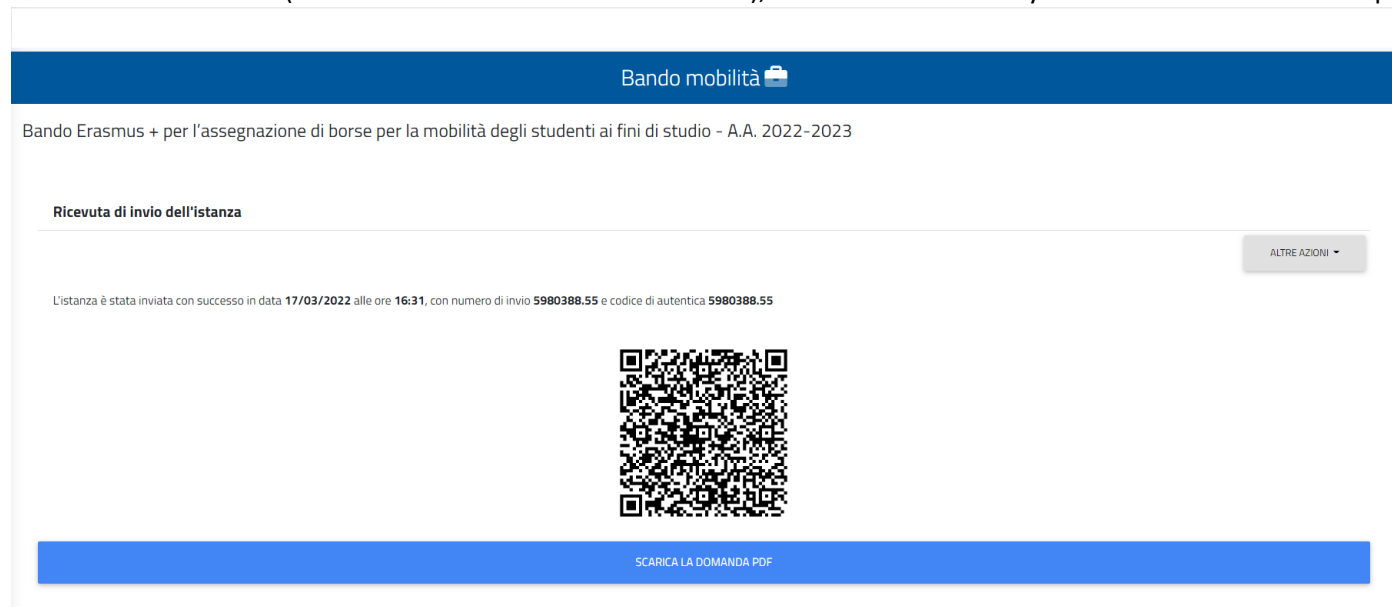 Bando mobilità
Bando Erasmus + per l'assegnazione di borse per la mobilità degli studenti ai fini di studio - A.A. 2022-2023
Ricevuta di invio dell'istanza
ALTRE AZIONI
L'istanza è stata inviata con successo in data 17/03/2022 alle ore 16:31, con numero di invio 5980388.55 e codice di autentica 5980388.55
SCARICA LA DOMANDA PDF